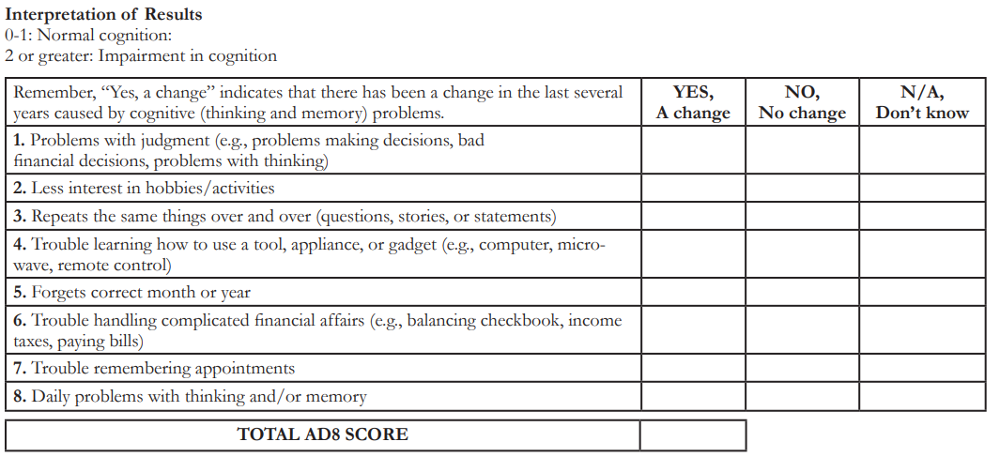 Interpretation of Results
0-1: Normal cognition:
2 or greater: Impairment in cognition
Remember, “Yes, a change” indicates that there has been a change in the last several
years caused by cognitive (thinking and memory) problems.
YES,
A change
NO,
No change
N/A,
Don’t know
1. Problems with judgment (e.g., problems making decisions, bad
financial decisions, problems with thinking)
2. Less interest in hobbies/activities
3. Repeats the same things over and over (questions, stories, or statements)
4. Trouble learning how to use a tool, appliance, or gadget (e.g., computer, micro-
wave, remote control)
5. Forgets correct month or year
6. Trouble handling complicated financial affairs (e.g., balancing checkbook, income
taxes, paying bills)
7. Trouble remembering appointments
8. Daily problems with thinking and/or memory
TOTAL AD8 SCORE